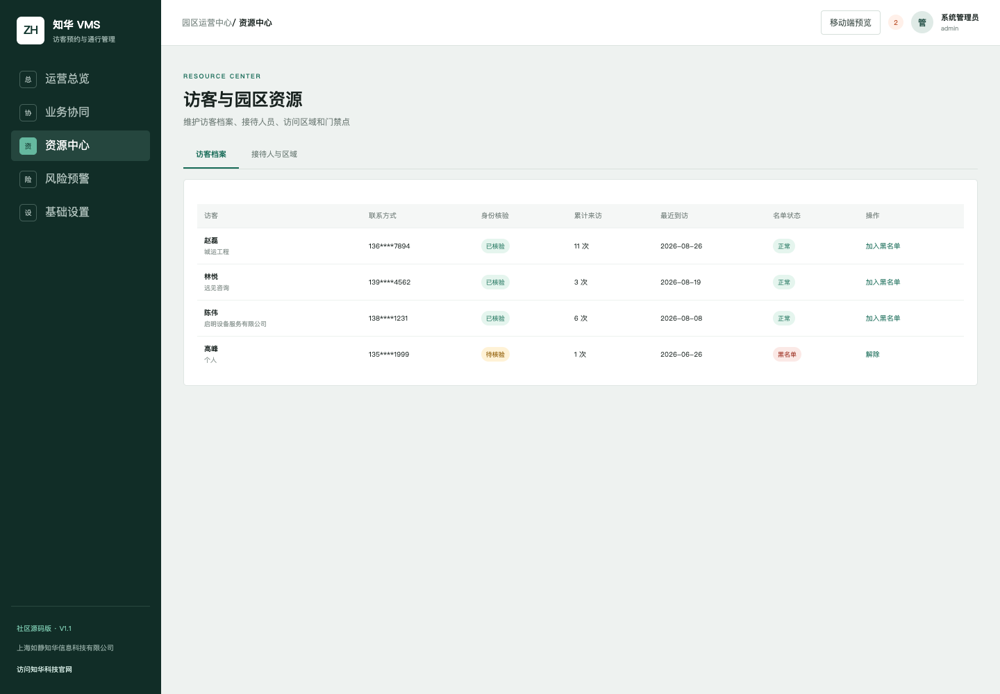 ZH
知华 VMS
访客预约与通行管理
总 运营总览
协 业务协同
资 资源中心
险 风险预警
设 基础设置
社区源码版 · V1.1
上海如静知华信息科技有限公司
访问知华科技官网
园区运营中心/ 资源中心
移动端预览
2
管
系统管理员
admin
RESOURCE CENTER
访客与园区资源
维护访客档案、接待人员、访问区域和门禁点
访客档案 接待人与区域
访客 联系方式 身份核验 累计来访 最近到访 名单状态 操作
赵磊
城运工程
136****7894 已核验 11 次 2026-08-26 正常 加入黑名单
林悦
远见咨询
139****4562 已核验 3 次 2026-08-19 正常 加入黑名单
陈伟
启明设备服务有限公司
138****1231 已核验 6 次 2026-08-08 正常 加入黑名单
高峰
个人
135****1999 待核验 1 次 2026-06-26 黑名单 解除